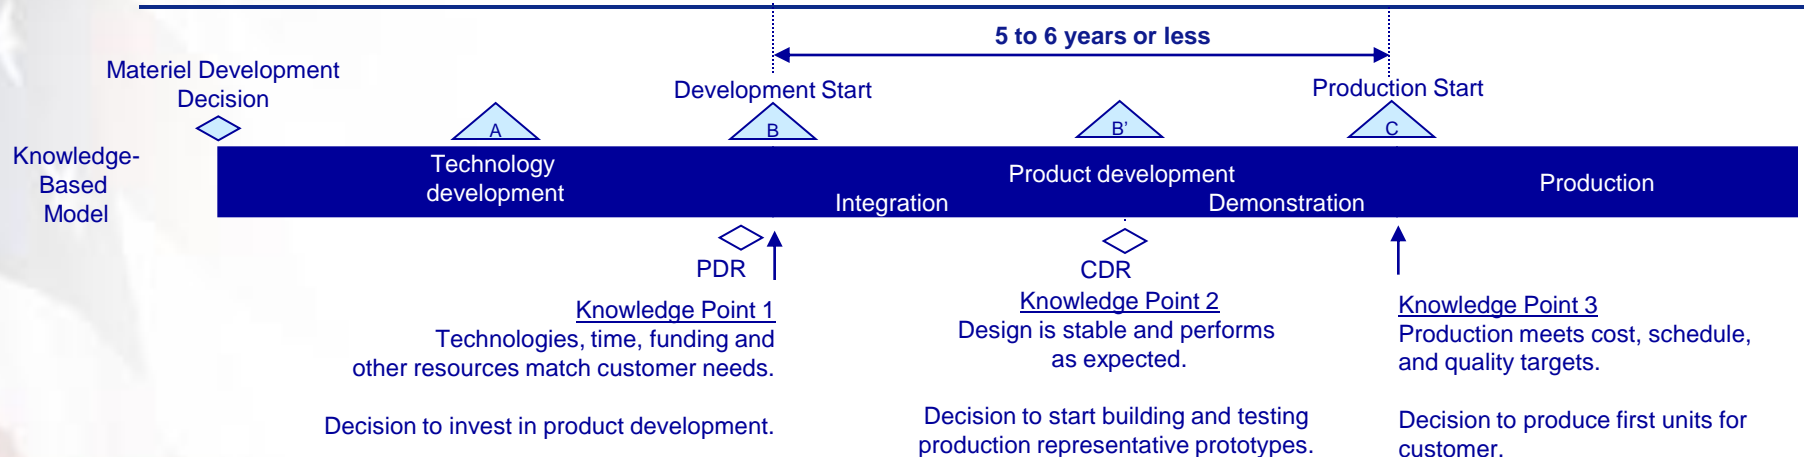 5 to 6 years or less
Materiel Development
Decision
Development Start
Production Start
A
B
B'
C
Knowledge-
Based
Model
Technology
development
Product development
Production
Integration
Demonstration
PDR
CDR
Knowledge Point 1
Technologies, time, funding and
other resources match customer needs.
Decision to invest in product development.
Knowledge Point 2
Design is stable and performs
as expected.
Decision to start building and testing
production representative prototypes.
Knowledge Point 3
Production meets cost, schedule,
and quality targets.
Decision to produce first units for
customer.